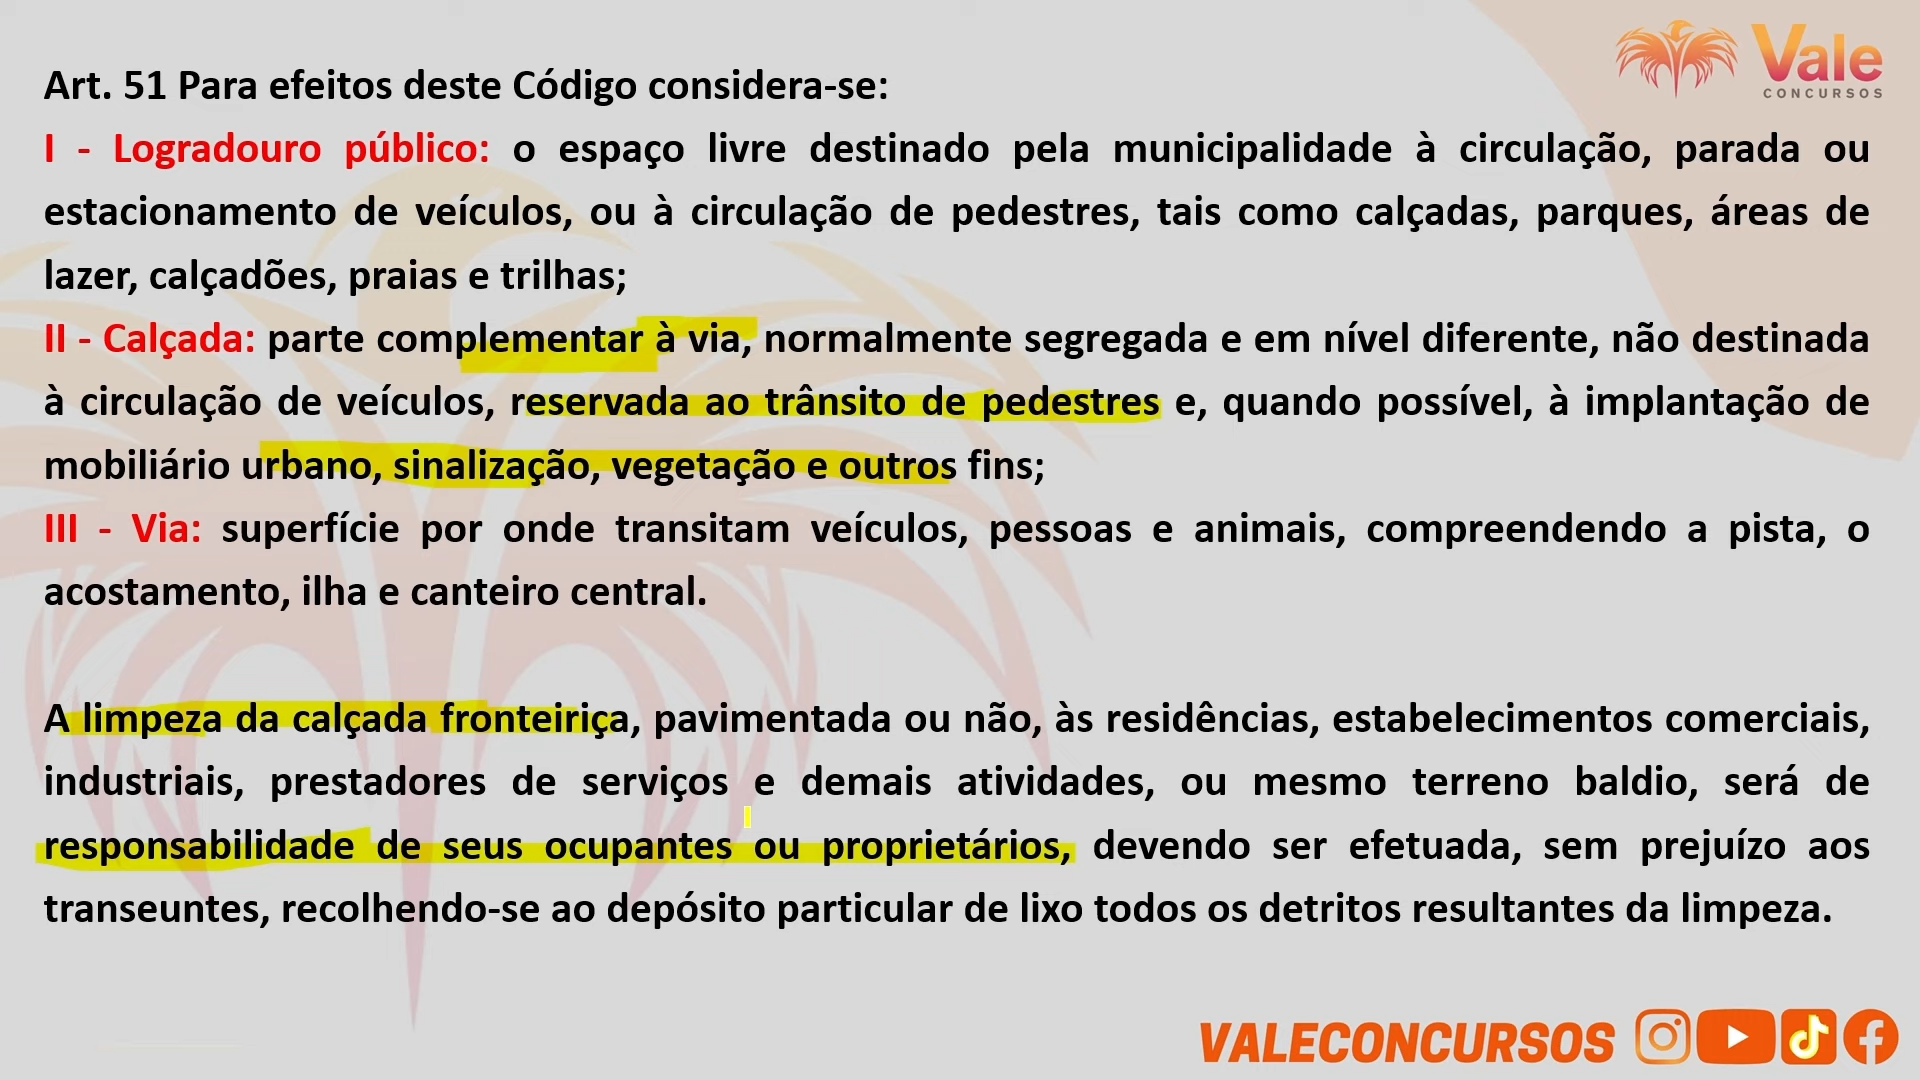 Vale
CONCURSOS
Art. 51 Para efeitos deste Código considera-se:
I - Logradouro público: o espaço livre destinado pela municipalidade à circulação, parada ou
estacionamento de veículos, ou à circulação de pedestres, tais como calçadas, parques, áreas de
lazer, calçadões, praias e trilhas;
II - Calçada: parte complementar à via, normalmente segregada e em nível diferente, não destinada
à circulação de veículos, reservada ao trânsito de pedestres e, quando possível, à implantação de
mobiliário urbano, sinalização, vegetação e outros fins;
III - Via: superfície por onde transitam veículos, pessoas e animais, compreendendo a pista, o
acostamento, ilha e canteiro central.
A limpeza da calçada fronteiriça, pavimentada ou não, às residências, estabelecimentos comerciais,
industriais, prestadores de serviços e demais atividades, ou mesmo terreno baldio, será de
responsabilidade de seus ocupantes ou proprietários, devendo ser efetuada, sem prejuízo aos
transeuntes, recolhendo-se ao depósito particular de lixo todos os detritos resultantes da limpeza.
VALECONCURSOS